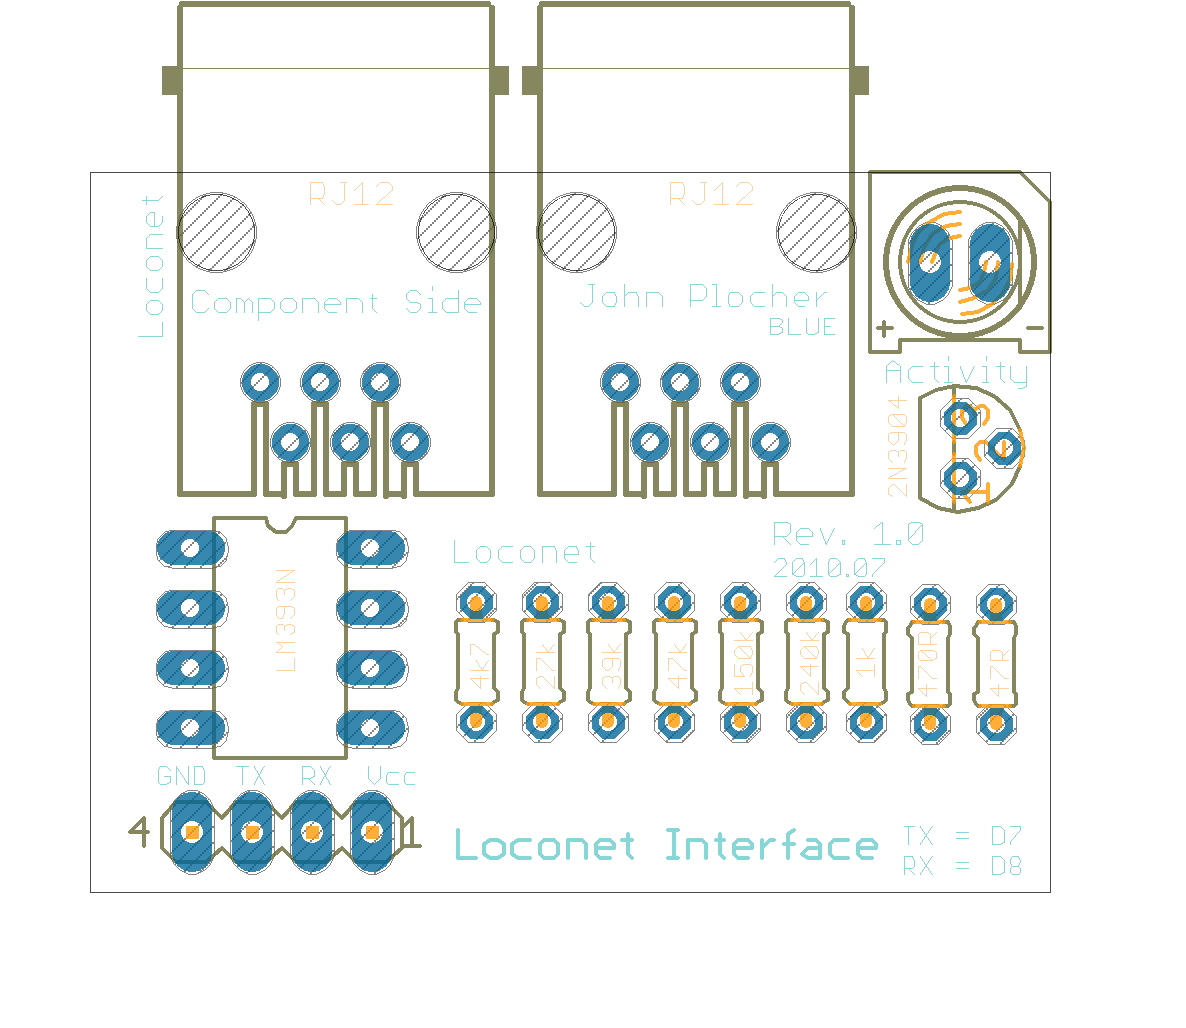 RJ12
RJ12
Loconet
Component Side
John Plocher
BLUE
+ -
Activity
2N3904
Rev. 1.0
2010.07
Loconet
LM393N
4k7
27k
39k
47k
150k
240k
1k
470R
47R
GND TX RX Vcc
4 1
Loconet Interface
TX = D7
RX = D8